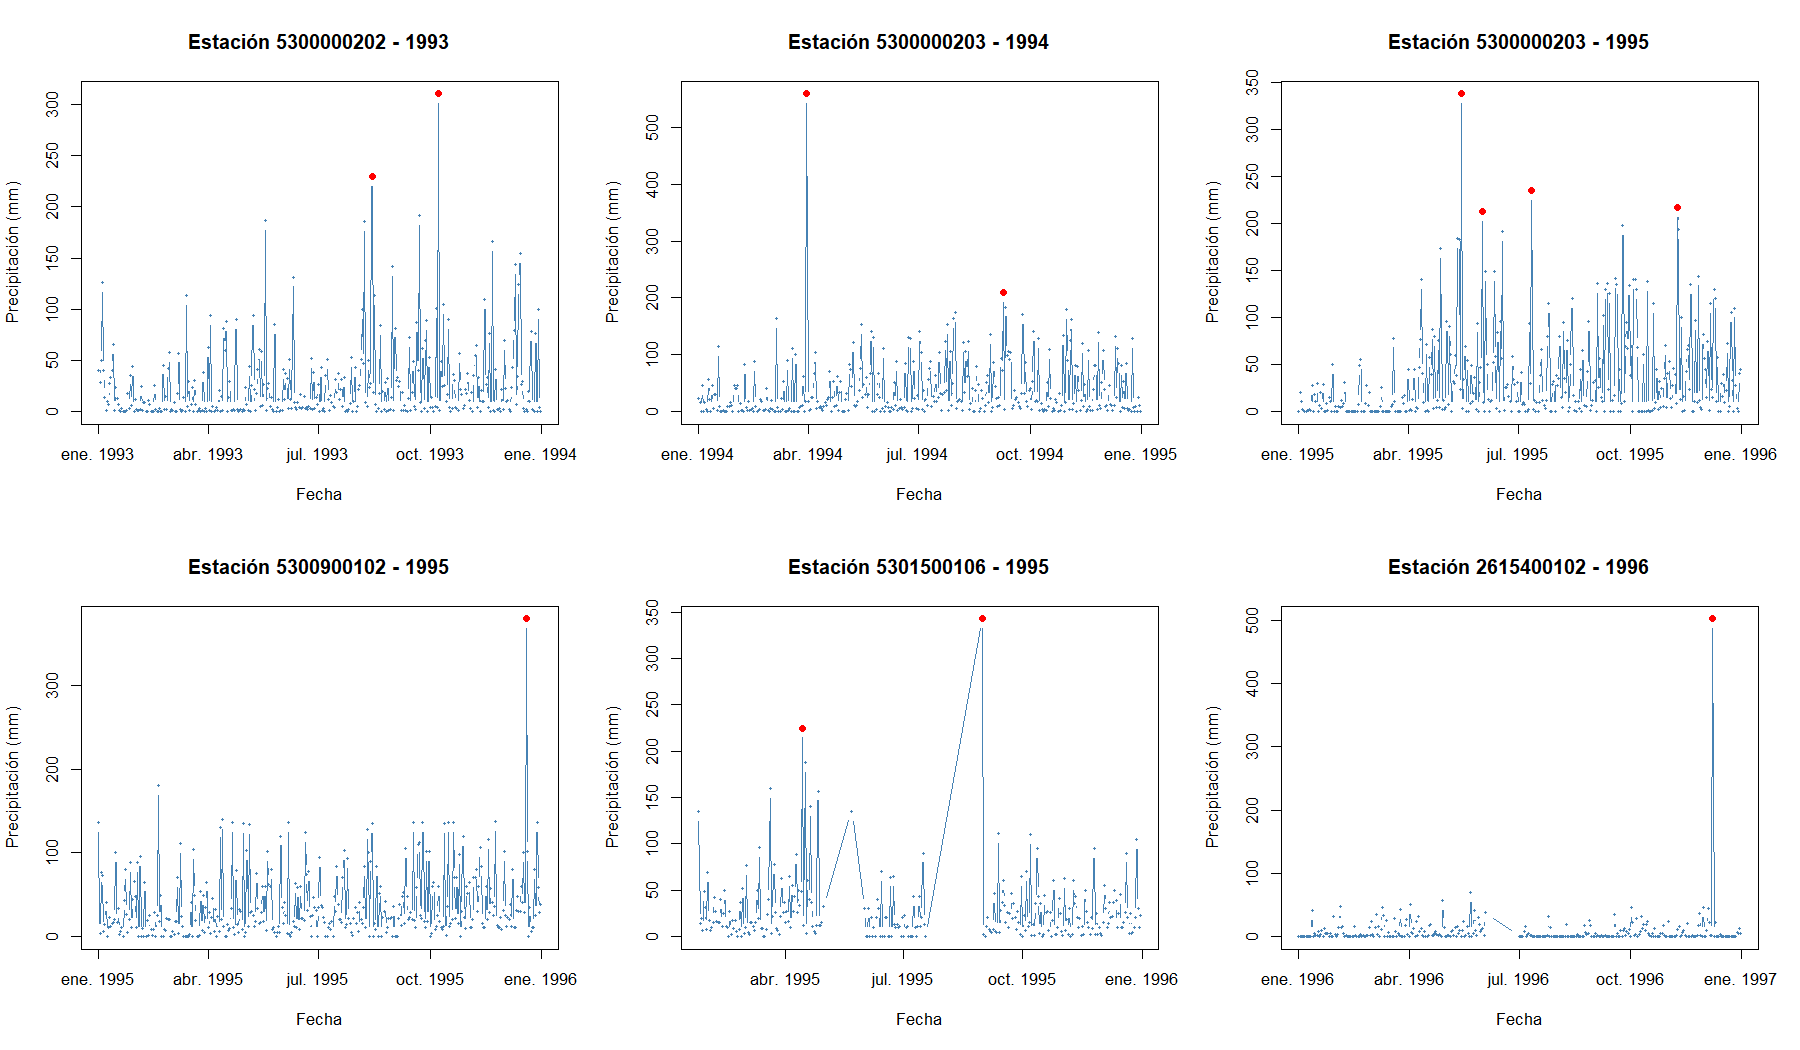 Estación 5300000202 - 1993
Precipitación (mm)
300
250
200
150
100
50
0
ene. 1993 abr. 1993 jul. 1993 oct. 1993 ene. 1994
Fecha
Estación 5300000203 - 1994
Precipitación (mm)
500
400
300
200
100
0
ene. 1994 abr. 1994 jul. 1994 oct. 1994 ene. 1995
Fecha
Estación 5300000203 - 1995
Precipitación (mm)
350
300
250
200
150
100
50
0
ene. 1995 abr. 1995 jul. 1995 oct. 1995 ene. 1996
Fecha
Estación 5300900102 - 1995
Precipitación (mm)
300
200
100
0
ene. 1995 abr. 1995 jul. 1995 oct. 1995 ene. 1996
Fecha
Estación 5301500106 - 1995
Precipitación (mm)
350
300
250
200
150
100
50
0
abr. 1995 jul. 1995 oct. 1995 ene. 1996
Fecha
Estación 2615400102 - 1996
Precipitación (mm)
500
400
300
200
100
0
ene. 1996 abr. 1996 jul. 1996 oct. 1996 ene. 1997
Fecha